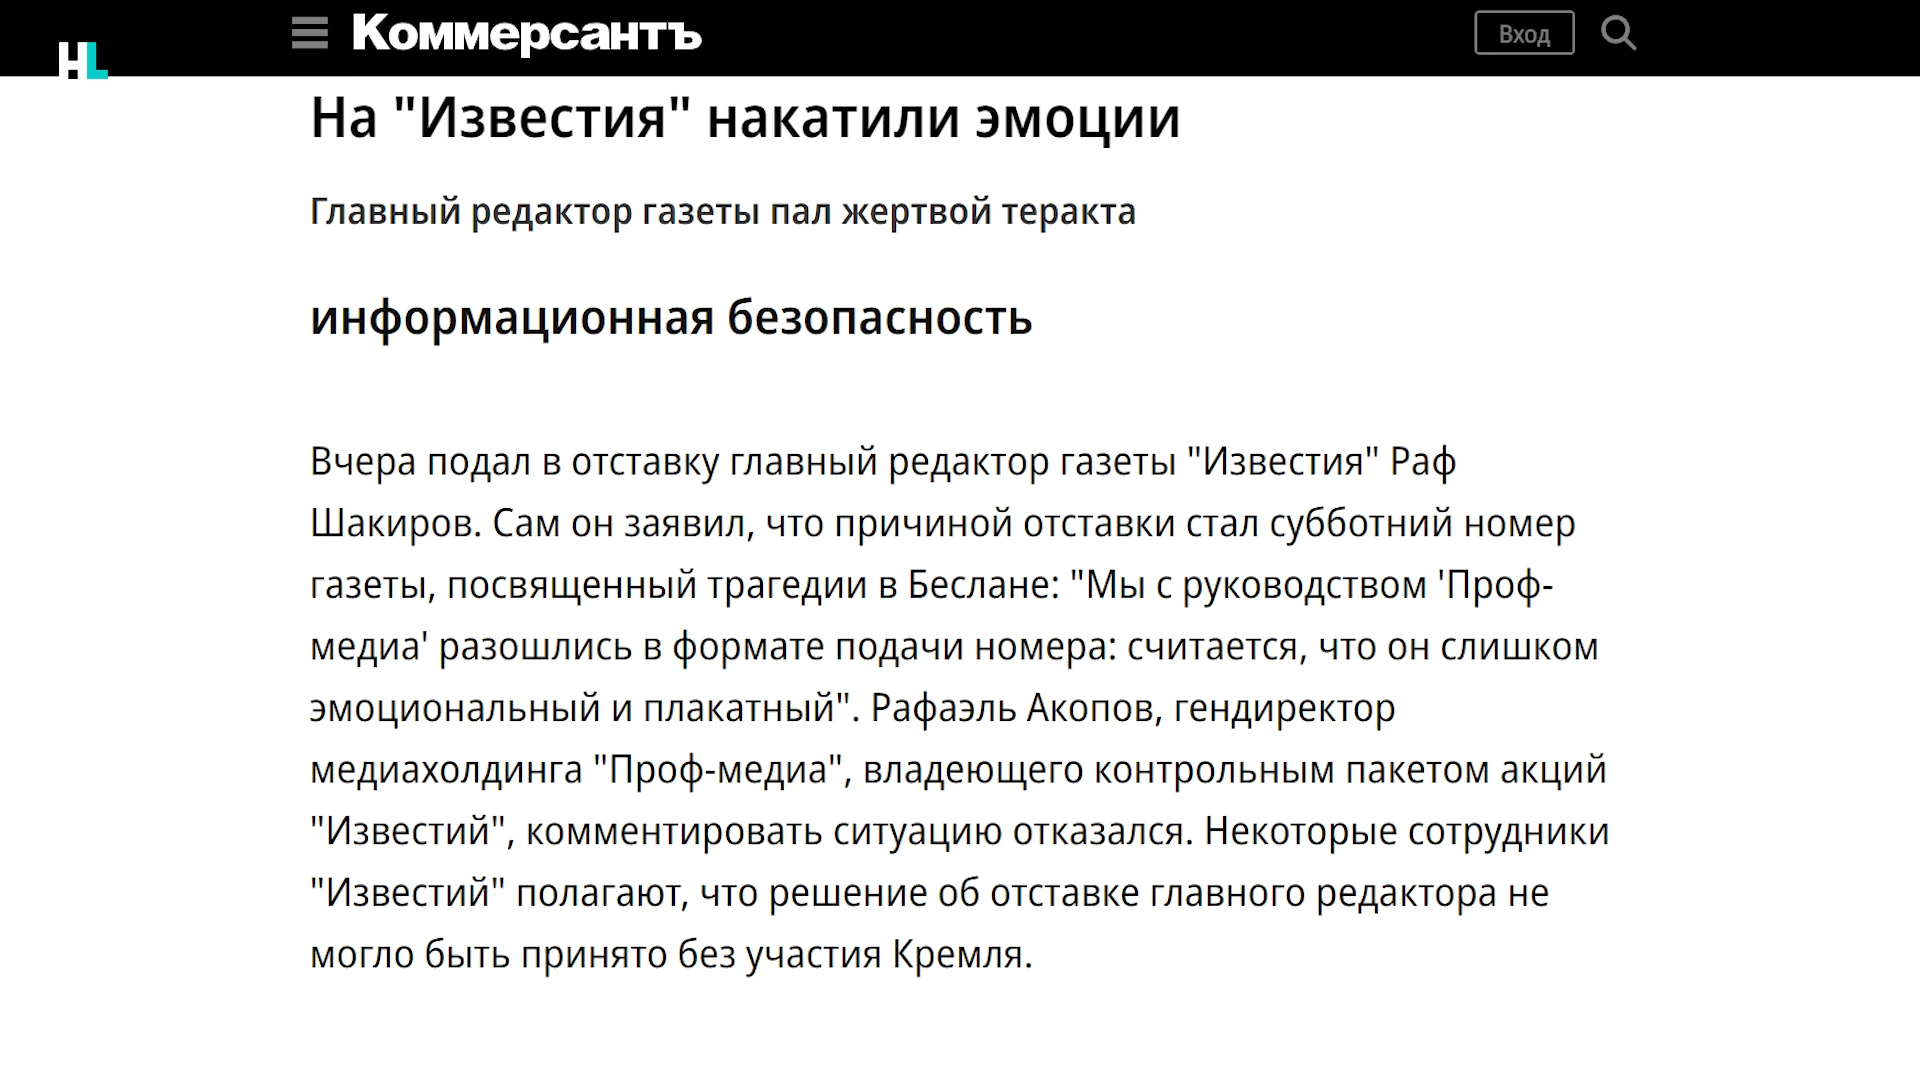 HL
Коммерсантъ
Вход
На "Известия" накатили эмоции
Главный редактор газеты пал жертвой теракта
информационная безопасность
Вчера подал в отставку главный редактор газеты "Известия" Раф
Шакиров. Сам он заявил, что причиной отставки стал субботний номер
газеты, посвященный трагедии в Беслане: "Мы с руководством 'Проф-
медиа' разошлись в формате подачи номера: считается, что он слишком
эмоциональный и плакатный". Рафаэль Акопов, гендиректор
медиахолдинга "Проф-медиа", владеющего контрольным пакетом акций
"Известий", комментировать ситуацию отказался. Некоторые сотрудники
"Известий" полагают, что решение об отставке главного редактора не
могло быть принято без участия Кремля.